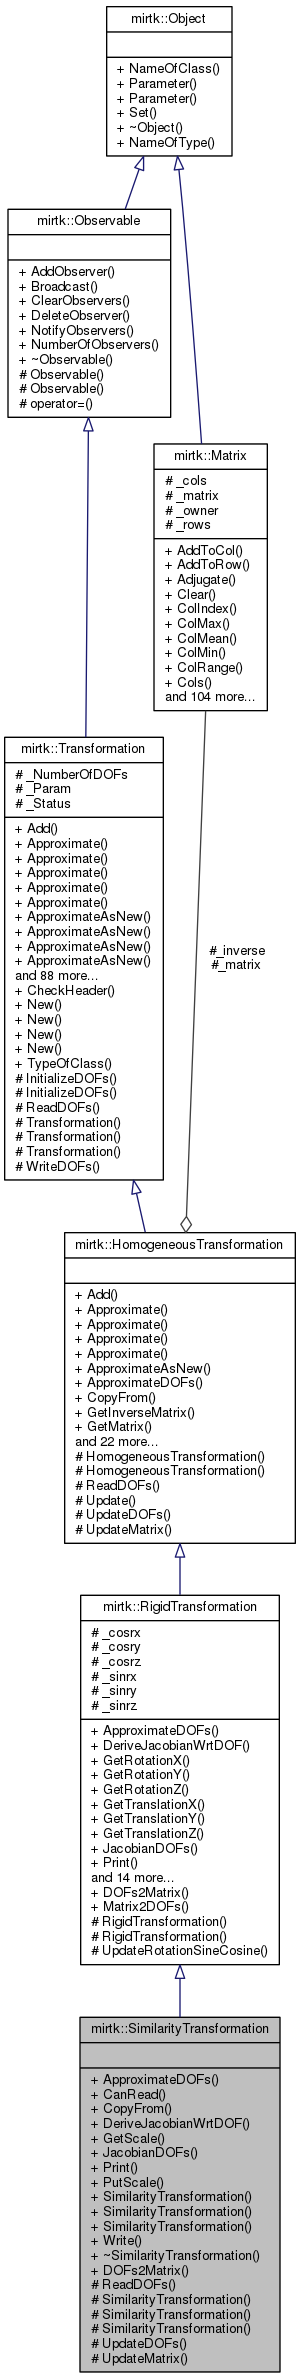 mirtk::Object
+ NameOfClass()
+ Parameter()
+ Parameter()
+ Set()
+ ~Object()
+ NameOfType()
mirtk::Observable
+ AddObserver()
+ Broadcast()
+ ClearObservers()
+ DeleteObserver()
+ NotifyObservers()
+ NumberOfObservers()
+ ~Observable()
# Observable()
# Observable()
# operator=()
mirtk::Matrix
# _cols
# _matrix
# _owner
# _rows
+ AddToCol()
+ AddToRow()
+ Adjugate()
+ Clear()
+ ColIndex()
+ ColMax()
+ ColMean()
+ ColMin()
+ ColRange()
+ Cols()
and 104 more...
mirtk::Transformation
# _NumberOfDOFs
# _Param
# _Status
+ Add()
+ Approximate()
+ Approximate()
+ Approximate()
+ Approximate()
+ Approximate()
+ ApproximateAsNew()
+ ApproximateAsNew()
+ ApproximateAsNew()
+ ApproximateAsNew()
and 88 more...
+ CheckHeader()
+ New()
+ New()
+ New()
+ New()
+ TypeOfClass()
# InitializeDOFs()
# InitializeDOFs()
# ReadDOFs()
# Transformation()
# Transformation()
# Transformation()
# WriteDOFs()
#_inverse
#_matrix
mirtk::HomogeneousTransformation
+ Add()
+ Approximate()
+ Approximate()
+ Approximate()
+ Approximate()
+ ApproximateAsNew()
+ ApproximateDOFs()
+ CopyFrom()
+ GetInverseMatrix()
+ GetMatrix()
and 22 more...
# HomogeneousTransformation()
# HomogeneousTransformation()
# ReadDOFs()
# Update()
# UpdateDOFs()
# UpdateMatrix()
mirtk::RigidTransformation
# _cosrx
# _cosry
# _cosrz
# _sinrx
# _sinry
# _sinrz
+ ApproximateDOFs()
+ DeriveJacobianWrtDOF()
+ GetRotationX()
+ GetRotationY()
+ GetRotationZ()
+ GetTranslationX()
+ GetTranslationY()
+ GetTranslationZ()
+ JacobianDOFs()
+ Print()
and 14 more...
+ DOFs2Matrix()
+ Matrix2DOFs()
# RigidTransformation()
# RigidTransformation()
# UpdateRotationSineCosine()
mirtk::SimilarityTransformation
+ ApproximateDOFs()
+ CanRead()
+ CopyFrom()
+ DeriveJacobianWrtDOF()
+ GetScale()
+ JacobianDOFs()
+ Print()
+ PutScale()
+ SimilarityTransformation()
+ SimilarityTransformation()
+ SimilarityTransformation()
+ Write()
+ ~SimilarityTransformation()
+ DOFs2Matrix()
# ReadDOFs()
# SimilarityTransformation()
# SimilarityTransformation()
# SimilarityTransformation()
# UpdateDOFs()
# UpdateMatrix()